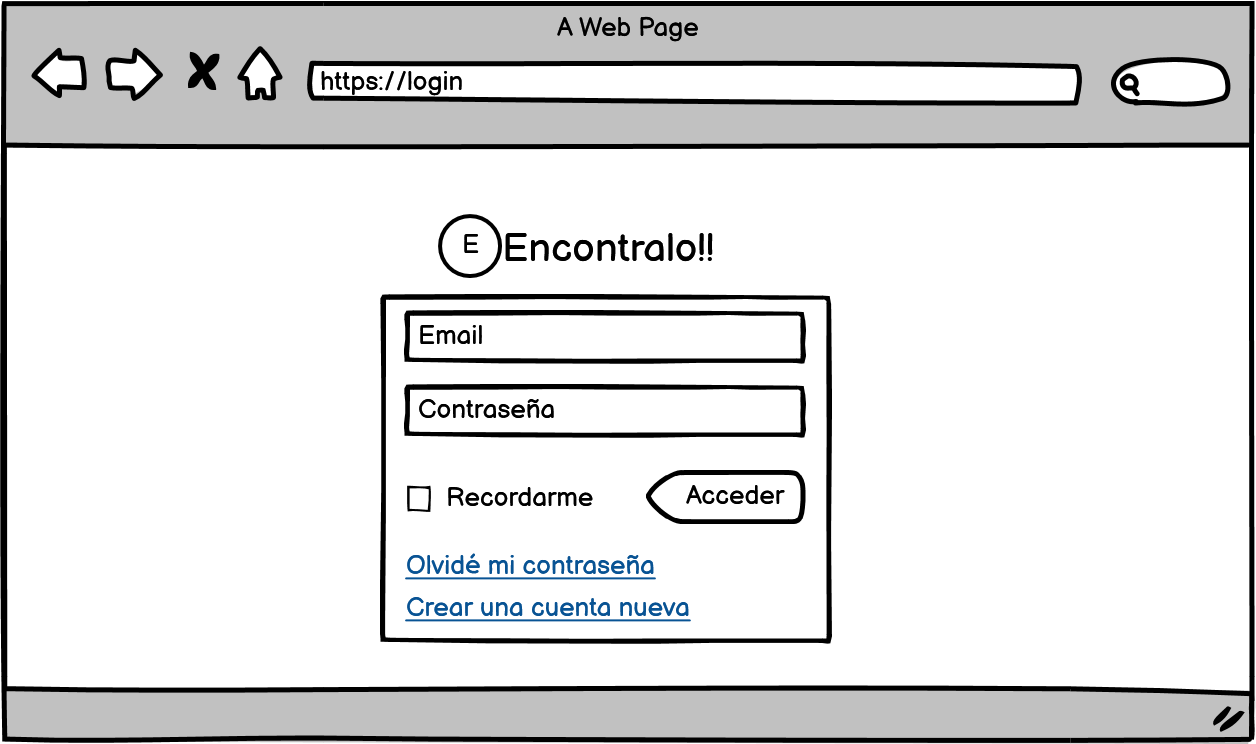 A Web Page
https://login
E Encontralo!!
Email
Contraseña
Recordarme
Acceder
Olvidé mi contraseña
Crear una cuenta nueva